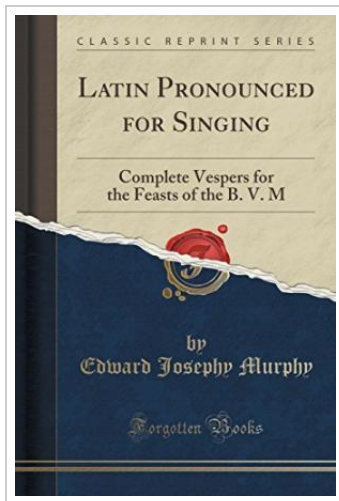 CLASSIC REPRINT SERIES
LATIN PRONOUNCED
FOR SINGING
Complete Vespers for
the Feasts of the B. V. M
by
Edward Josephy Murphy
Forgotten Books